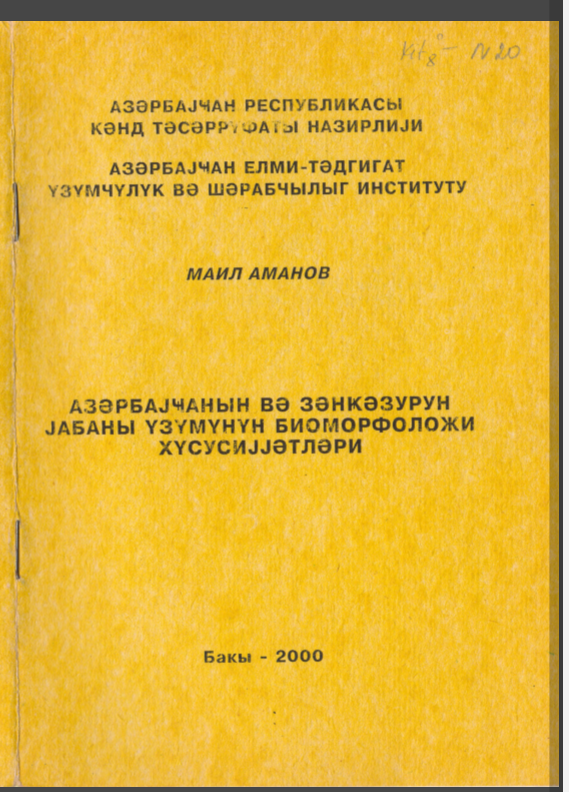 N 20
АЗӘРБАЈҸАН РЕСПУБЛИКАСЫ
КӘНД ТӘСӘРРҮФАТЫ НАЗИРЛИЈИ
АЗӘРБАЈҸАН ЕЛМИ-ТӘДГИГАТ
ҮЗҮМЧҮЛҮК ВӘ ШӘРАБЧЫЛЫГ ИНСТИТУТУ
МАИЛ АМАНОВ
АЗӘРБАЈҸАНЫН ВӘ ЗӘНКӘЗУРУН
ЈАБАНЫ ҮЗҮМҮНҮН БИОМОРФОЛОЖИ
ХҮСУСИЈЈӘТЛӘРИ
Бакы - 2000